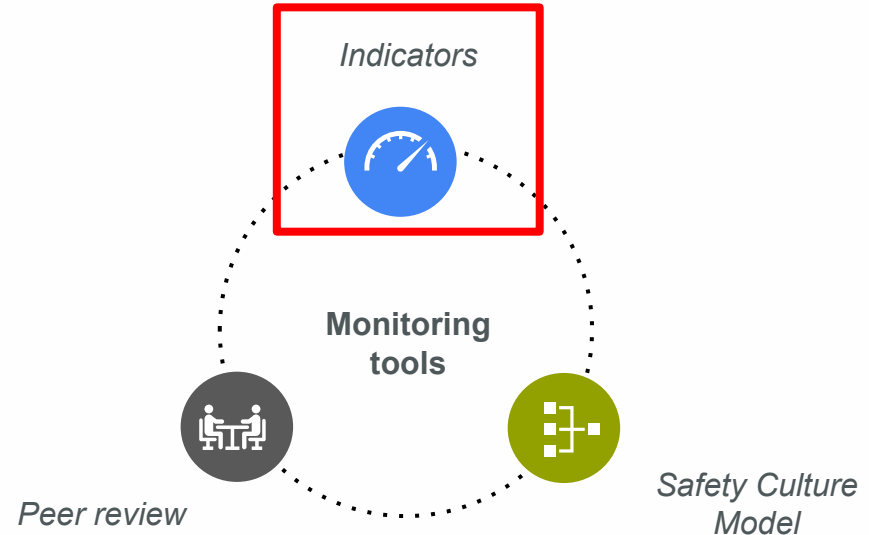 Indicators
Monitoring
tools
Peer review
Safety Culture
Model